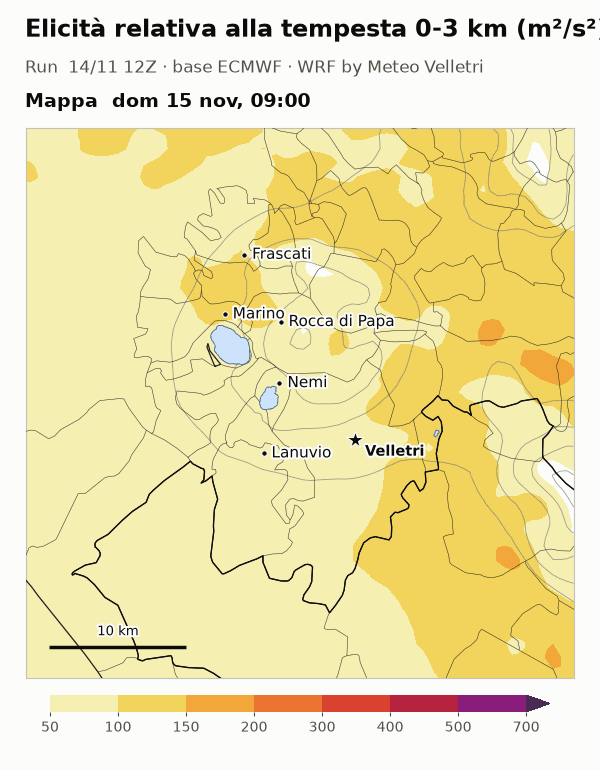 Elicità relativa alla tempesta 0-3 km (m²/s²)
Run 14/11 12Z · base ECMWF · WRF by Meteo Velletri
Mappa dom 15 nov, 09:00
Frascati
Marino
Rocca di Papa
Nemi
Velletri
Lanuvio
10 km
50 100 150 200 300 400 500 700